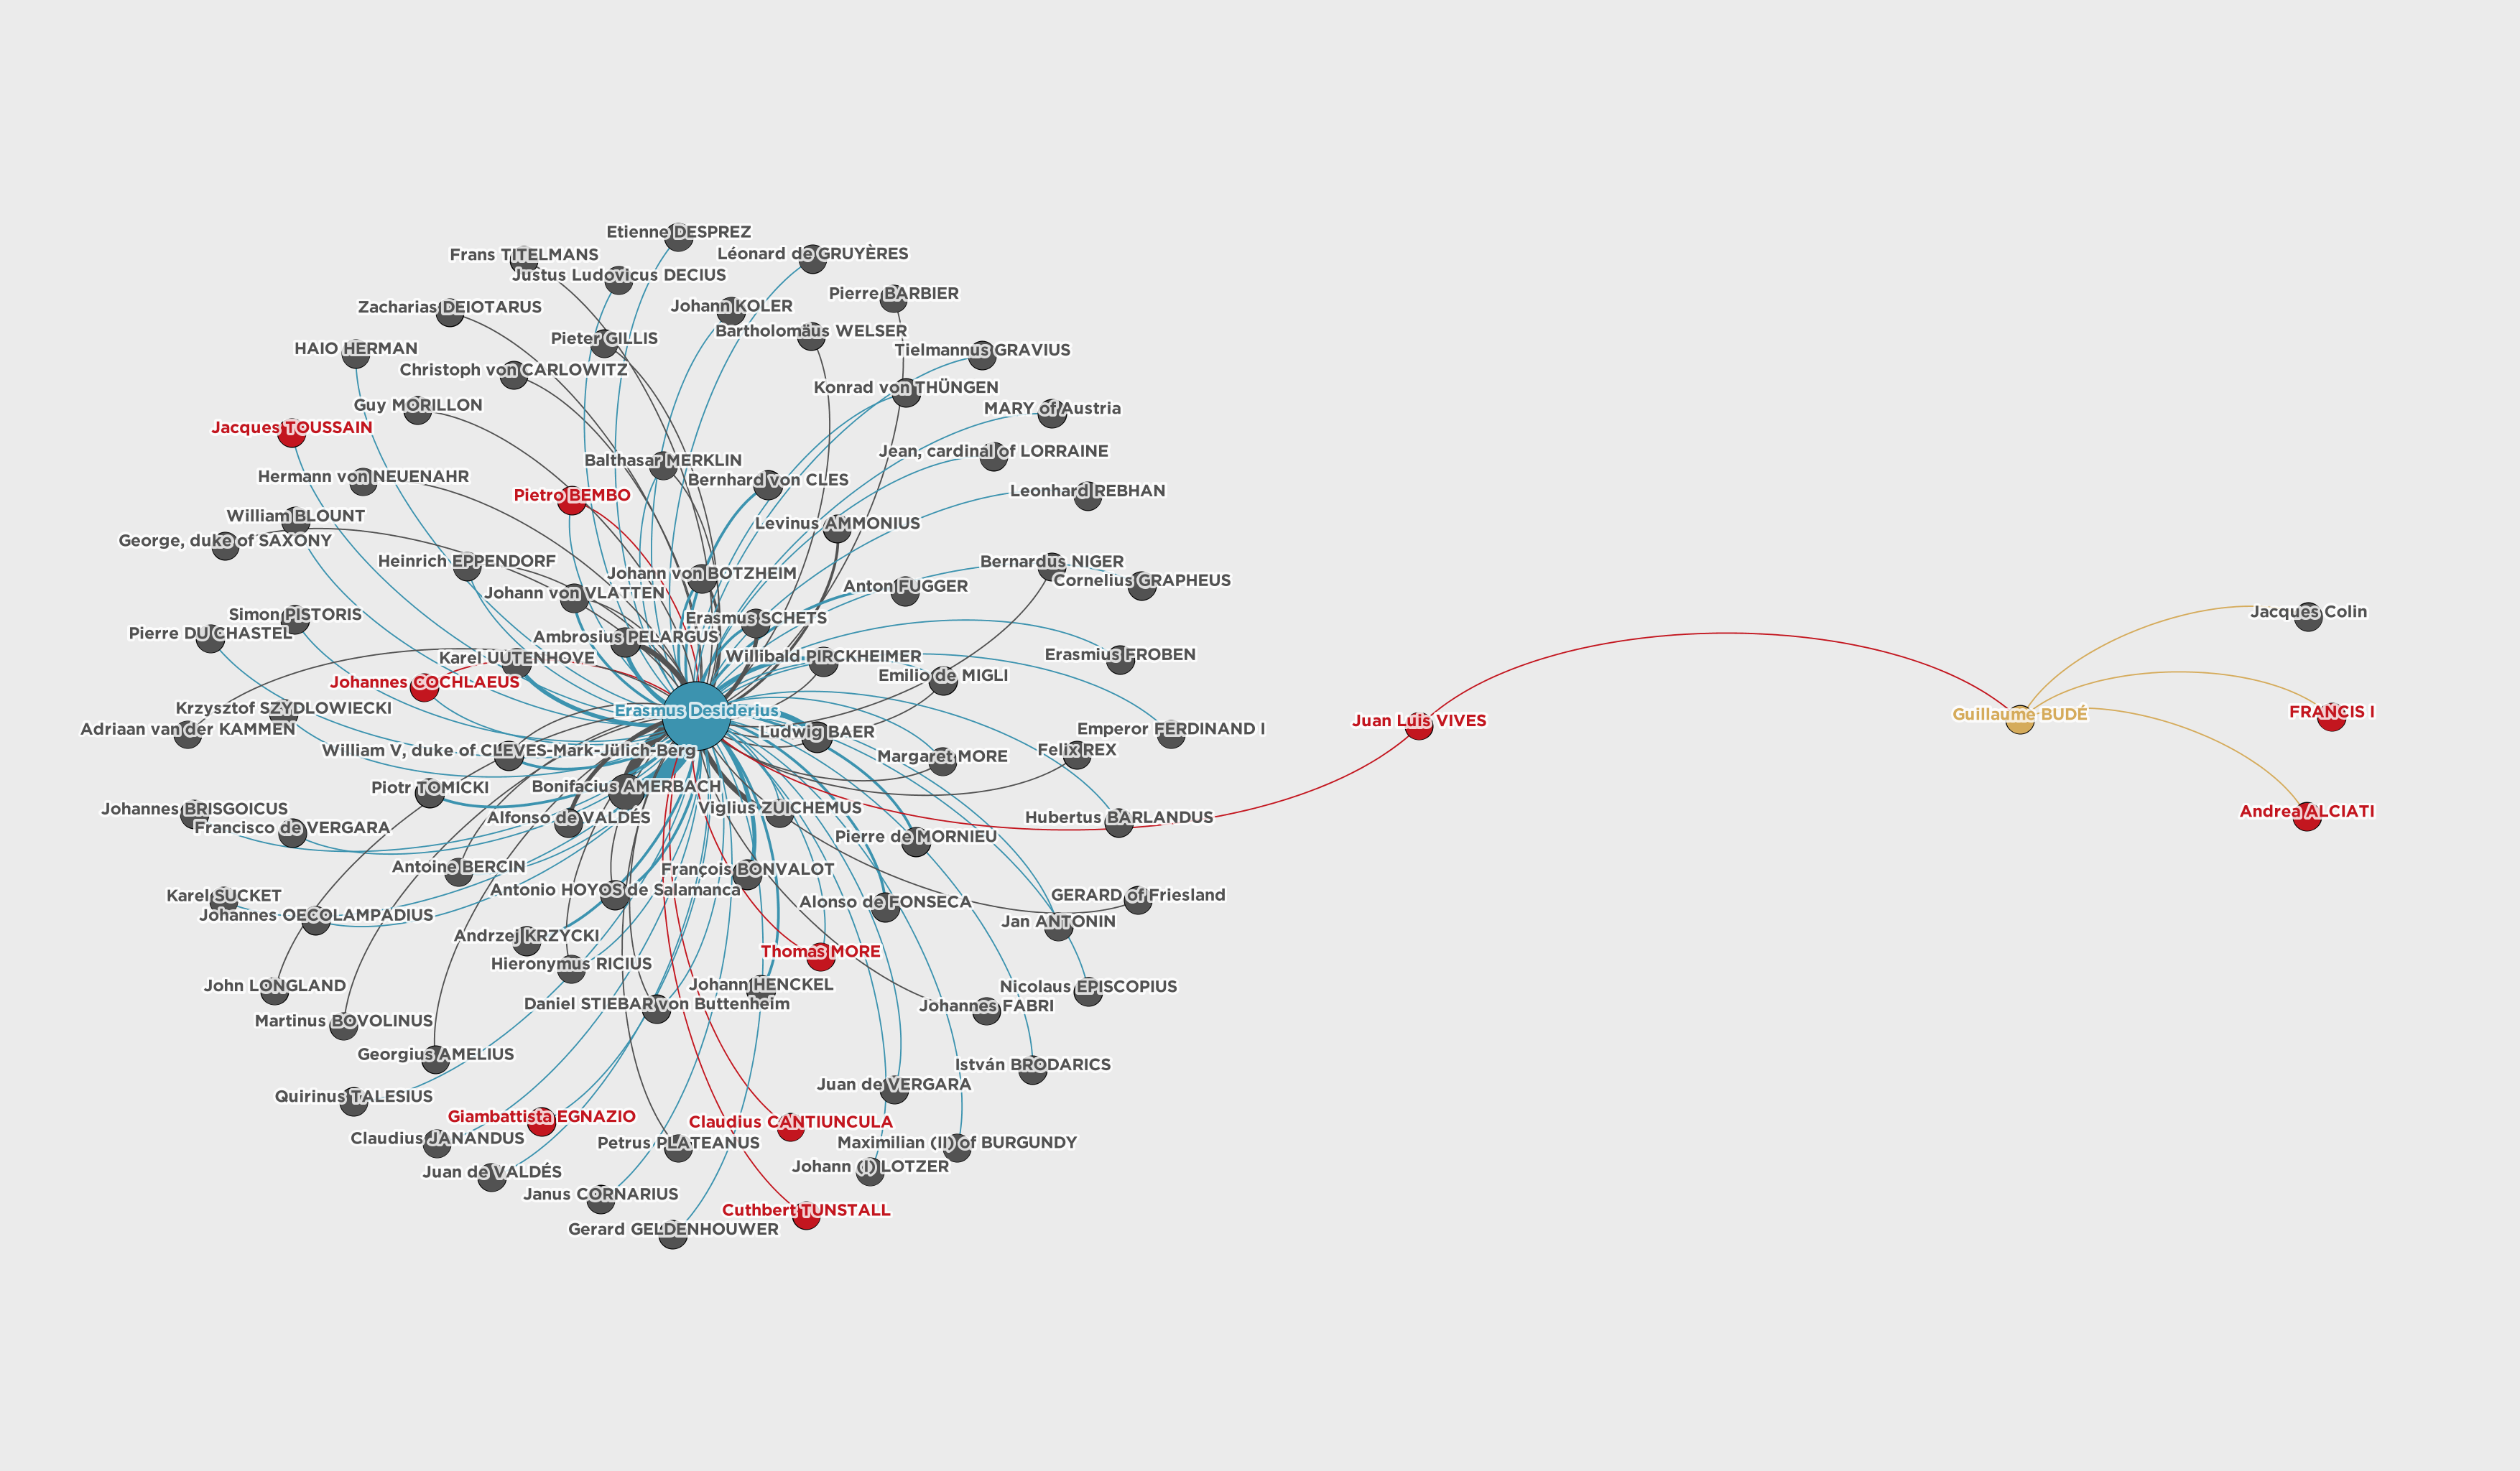 Etienne DESPREZ
Frans TITELMANS
Léonard de GRUYÈRES
Justus Ludovicus DECIUS
Pierre BARBIER
Zacharias DEIOTARUS
Johann KOLER
Bartholomäus WELSER
Pieter GILLIS
HAIO HERMAN
Tielmannus GRAVIUS
Christoph von CARLOWITZ
Konrad von THÜNGEN
Guy MORILLON
MARY of Austria
Jacques TOUSSAIN
Jean, cardinal of LORRAINE
Balthasar MERKLIN
Hermann von NEUENAHR
Bernhard von CLES
Leonhard REBHAN
Pietro BEMBO
William BLOUNT
Levinus AMMONIUS
George, duke of SAXONY
Heinrich EPPENDORF
Bernardus NIGER
Johann von BOTZHEIM
Cornelius GRAPHEUS
Anton FUGGER
Johann von VLATTEN
Jacques Colin
Simon PISTORIS
Erasmus SCHETS
Pierre DU CHASTEL
Ambrosius PELARGUS
Karel UUTENHOVE
Willibald PIRCKHEIMER
Erasmius FROBEN
Emilio de MIGLI
Johannes COCHLAEUS
Krzysztof SZYDLOWIECKI
Erasmus Desiderius
FRANCIS I
Guillaume BUDÉ
Juan Luis VIVES
Adriaan van der KAMMEN
Emperor FERDINAND I
Ludwig BAER
William V, duke of CLEVES-Mark-Jülich-Berg
Felix REX
Margaret MORE
Piotr TOMICKI
Bonifacius AMERBACH
Johannes BRISGOICUS
Viglius ZUICHEMUS
Andrea ALCIATI
Alfonso de VALDÉS
Hubertus BARLANDUS
Francisco de VERGARA
Pierre de MORNIEU
Antoine BERCIN
François BONVALOT
Antonio HOYOS de Salamanca
Karel SUCKET
GERARD of Friesland
Alonso de FONSECA
Johannes OECOLAMPADIUS
Jan ANTONIN
Andrzej KRZYCKI
Thomas MORE
Hieronymus RICIUS
John LONGLAND
Johann HENCKEL
Nicolaus EPISCOPIUS
Daniel STIEBAR von Buttenheim
Johannes FABRI
Martinus BOVOLINUS
Georgius AMELIUS
István BRODARICS
Juan de VERGARA
Quirinus TALESIUS
Giambattista EGNAZIO
Claudius CANTIUNCULA
Claudius JANANDUS
Petrus PLATEANUS
Maximilian (II) of BURGUNDY
Johann (I) LOTZER
Juan de VALDÉS
Janus CORNARIUS
Cuthbert TUNSTALL
Gerard GELDENHOUWER